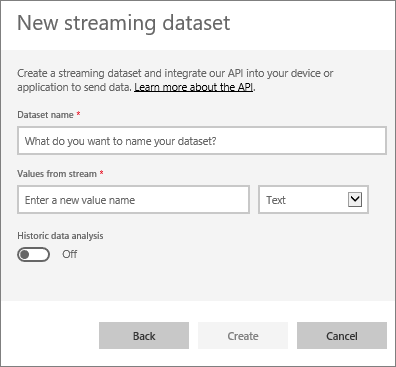 New streaming dataset
Create a streaming dataset and integrate our API into your device or
application to send data. Learn more about the API.
Dataset name *
What do you want to name your dataset?
Values from stream *
Enter a new value name
Text
Historic data analysis
Off
Back
Create
Cancel